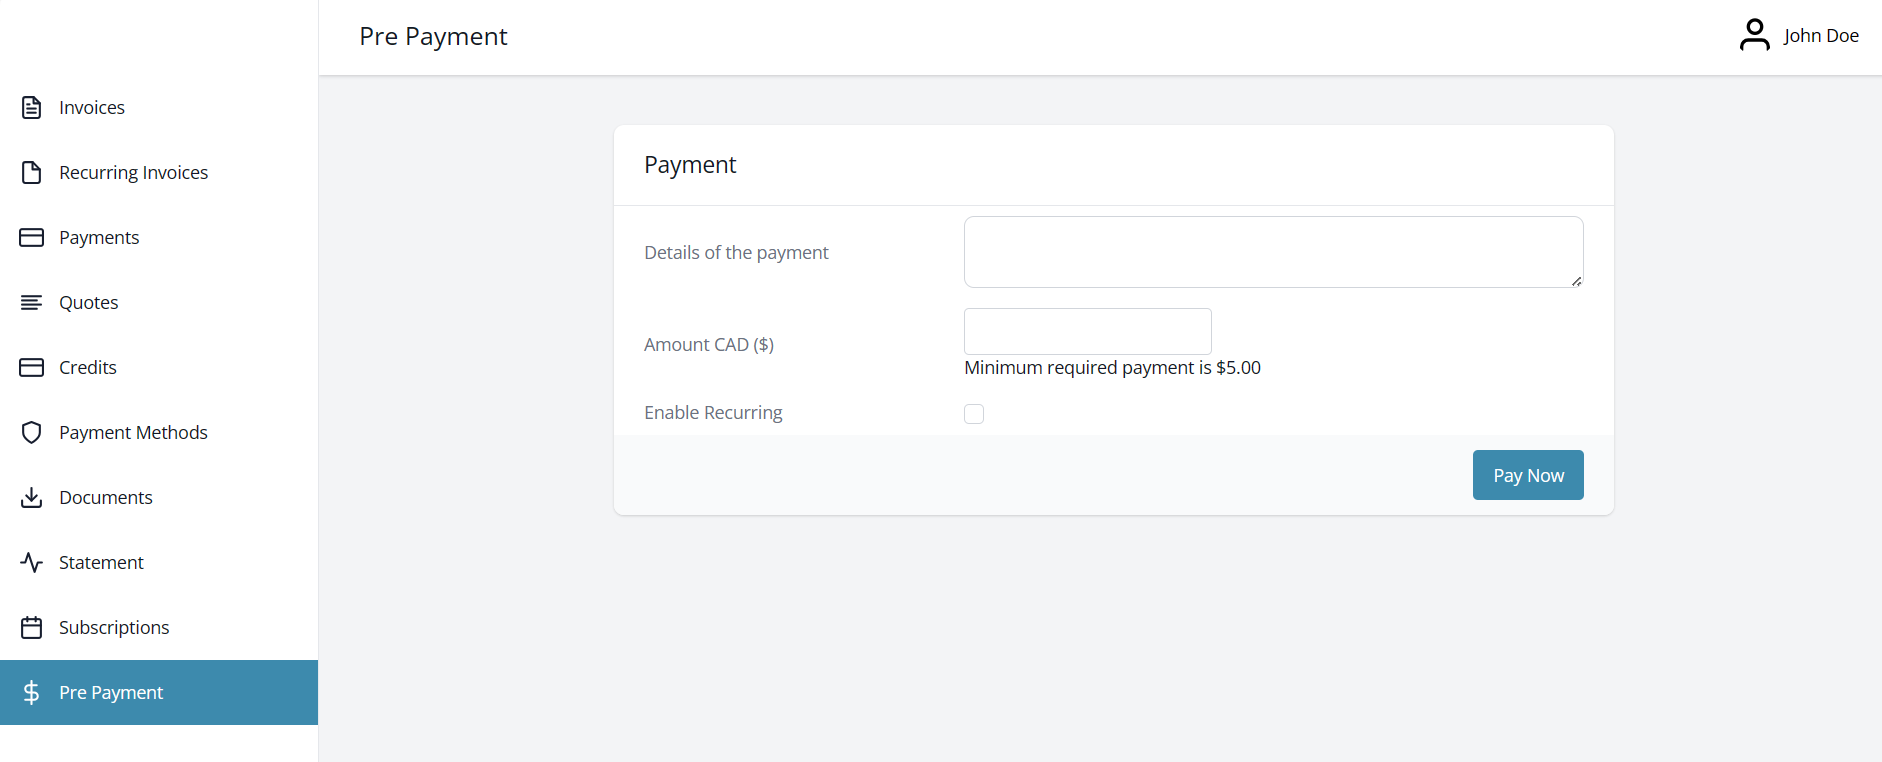 Pre Payment
John Doe
Invoices
Recurring Invoices
Payments
Quotes
Credits
Payment Methods
Documents
Statement
Subscriptions
Pre Payment
Payment
Details of the payment
Amount CAD ($)
Minimum required payment is $5.00
Enable Recurring
Pay Now